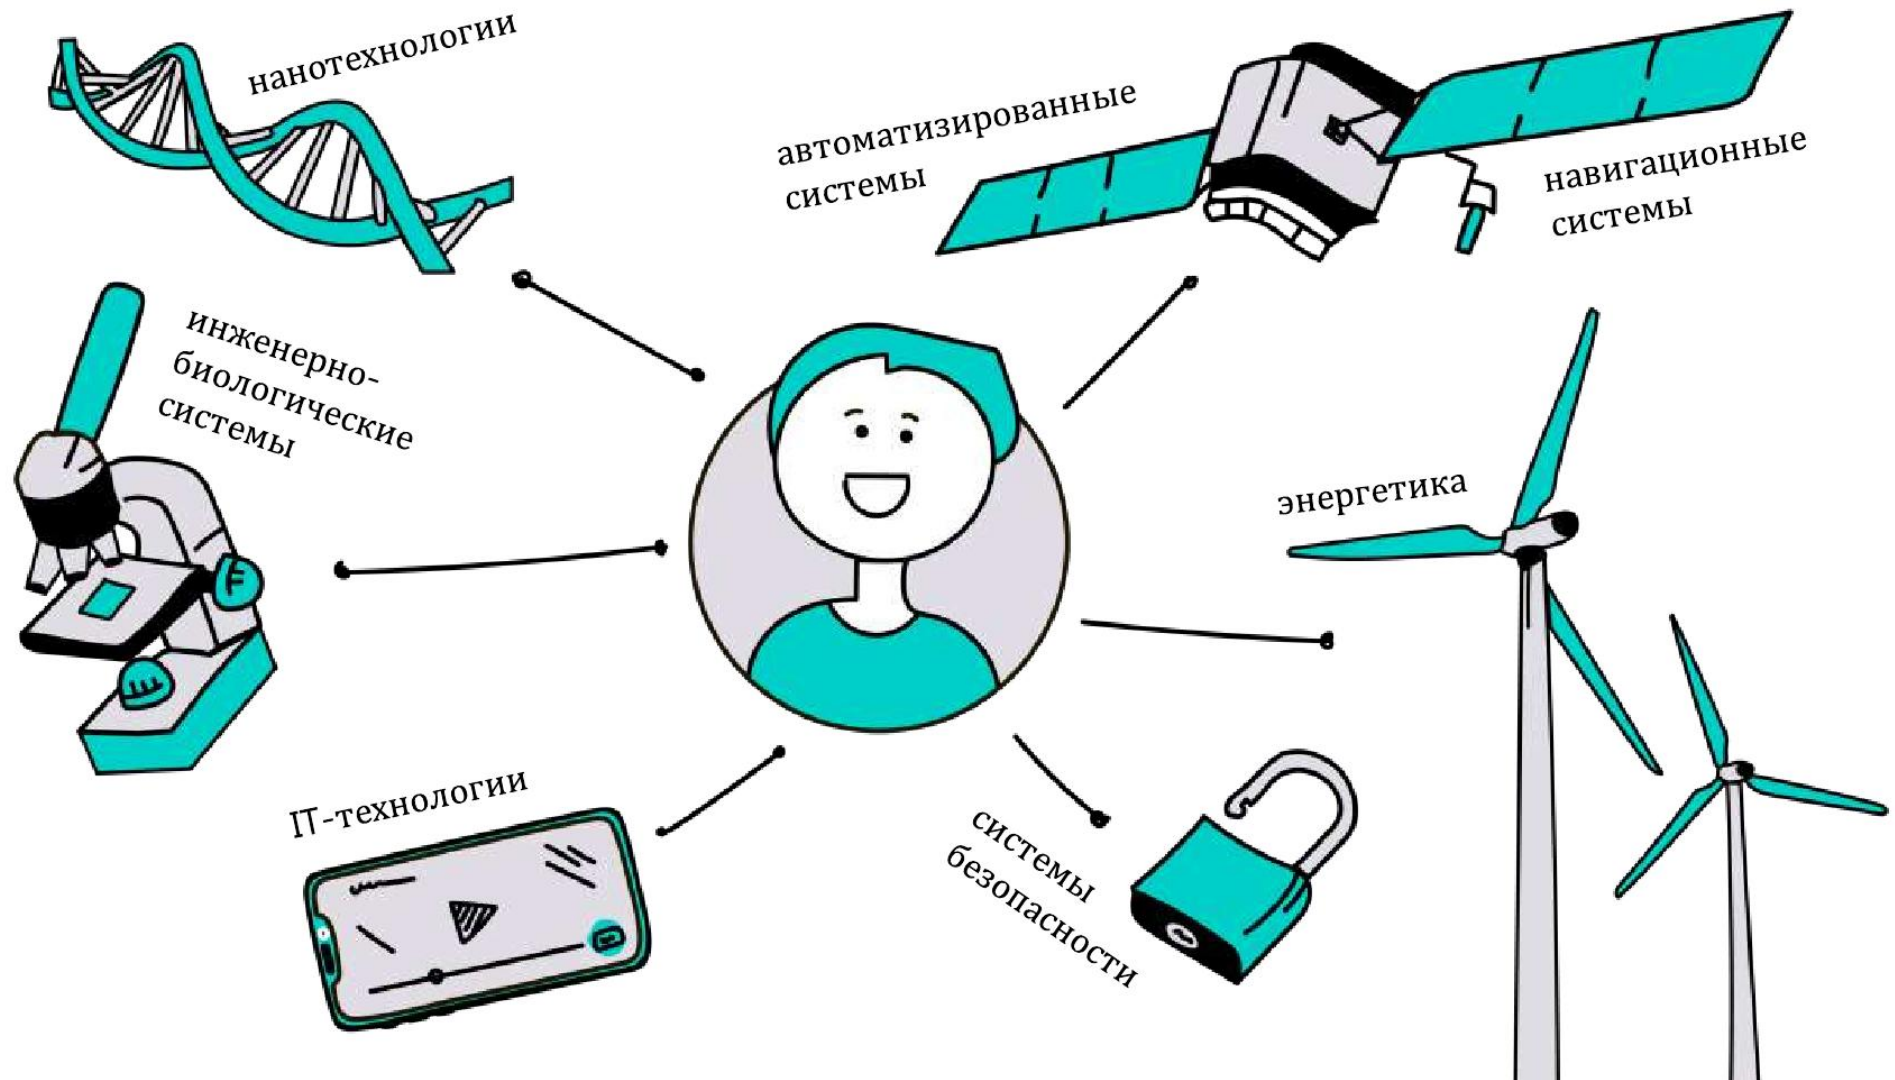 нанотехнологии
автоматизированные
системы
навигационные
системы
инженерно-
биологические
системы
энергетика
IT-технологии
системы
безопасности